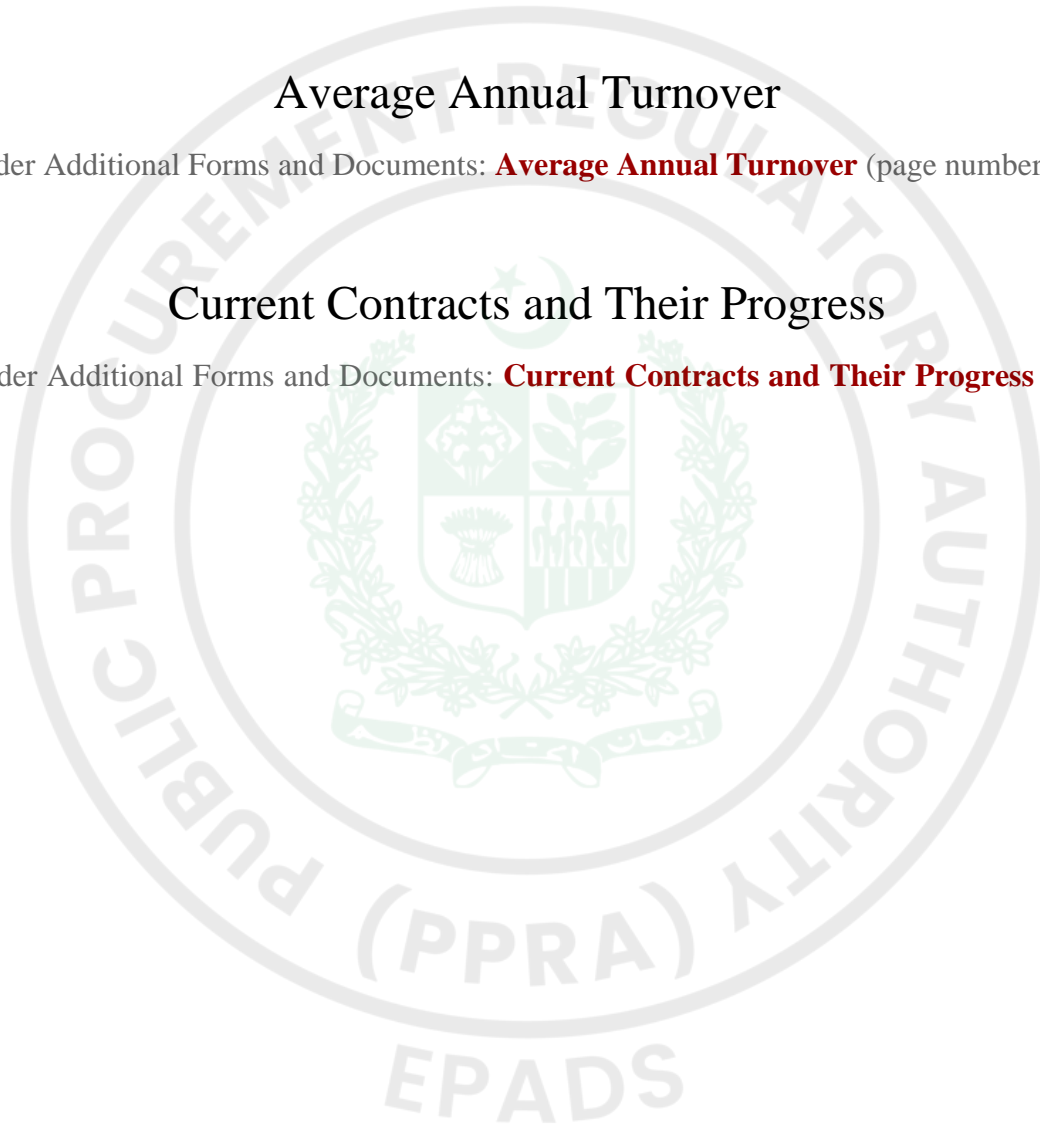 Average Annual Turnover
der Additional Forms and Documents: Average Annual Turnover (page number
Current Contracts and Their Progress
der Additional Forms and Documents: Current Contracts and Their Progress
PUBLIC PROCUREMENT REGULATORY AUTHORITY
(PPRA)
EPADS